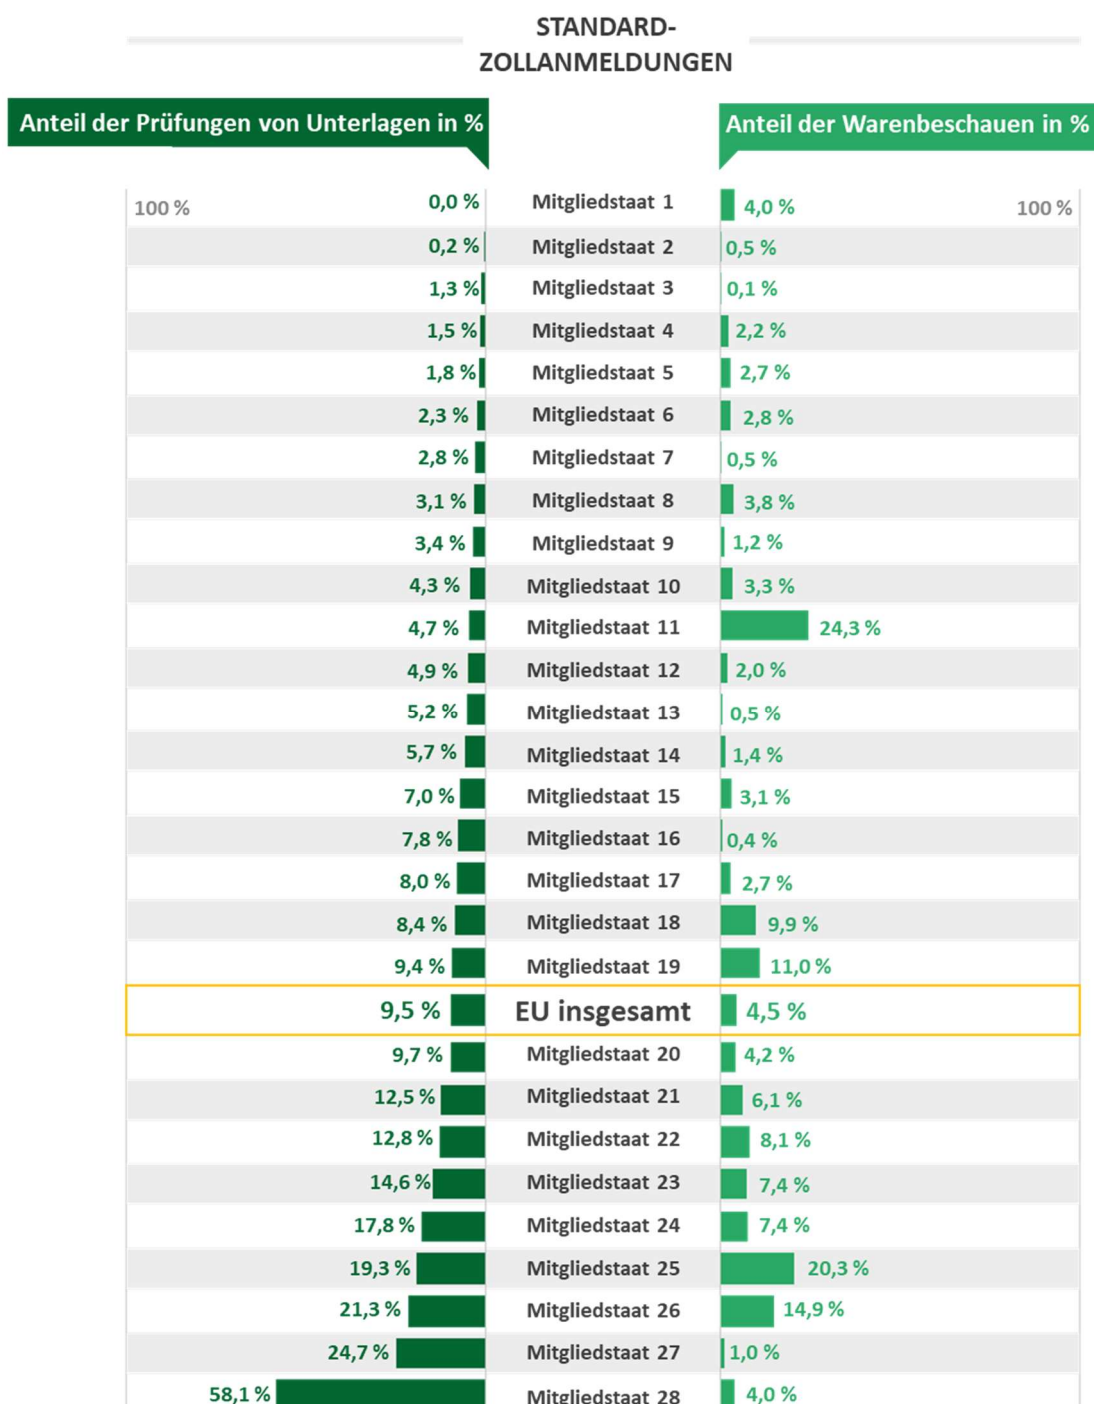 STANDARD-
ZOLLANMELDUNGEN
Anteil der Prüfungen von Unterlagen in %
Anteil der Warenbeschauen in %
100 %
0,0 % Mitgliedstaat 1 4,0 %
100 %
0,2 % Mitgliedstaat 2 0,5 %
1,3 % Mitgliedstaat 3 0,1 %
1,5 % Mitgliedstaat 4 2,2 %
1,8 % Mitgliedstaat 5 2,7 %
2,3 % Mitgliedstaat 6 2,8 %
2,8 % Mitgliedstaat 7 0,5 %
3,1 % Mitgliedstaat 8 3,8 %
3,4 % Mitgliedstaat 9 1,2 %
4,3 % Mitgliedstaat 10 3,3 %
4,7 % Mitgliedstaat 11 24,3 %
4,9 % Mitgliedstaat 12 2,0 %
5,2 % Mitgliedstaat 13 0,5 %
5,7 % Mitgliedstaat 14 1,4 %
7,0 % Mitgliedstaat 15 3,1 %
7,8 % Mitgliedstaat 16 0,4 %
8,0 % Mitgliedstaat 17 2,7 %
8,4 % Mitgliedstaat 18 9,9 %
9,4 % Mitgliedstaat 19 11,0 %
9,5 % EU insgesamt 4,5 %
9,7 % Mitgliedstaat 20 4,2 %
12,5 % Mitgliedstaat 21 6,1 %
12,8 % Mitgliedstaat 22 8,1 %
14,6 % Mitgliedstaat 23 7,4 %
17,8 % Mitgliedstaat 24 7,4 %
19,3 % Mitgliedstaat 25 20,3 %
21,3 % Mitgliedstaat 26 14,9 %
24,7 % Mitgliedstaat 27 1,0 %
58,1 % Mitgliedstaat 28 4,0 %